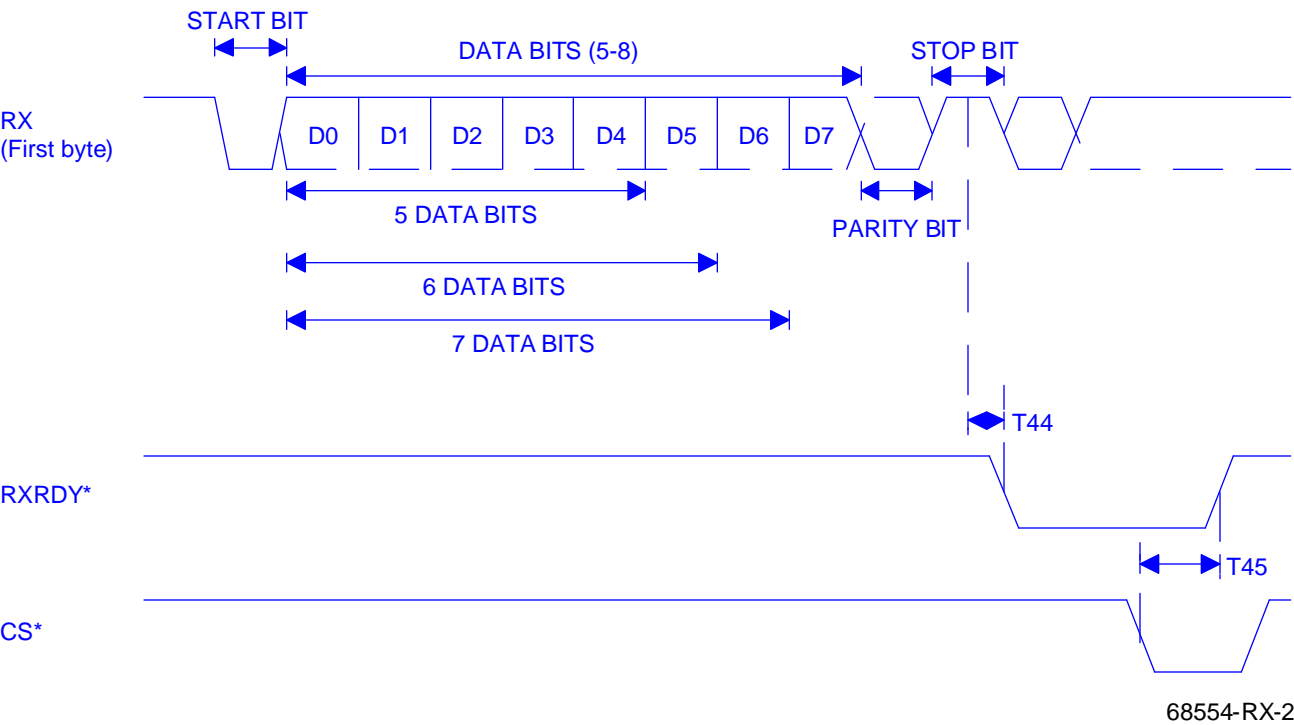 START BIT
DATA BITS (5-8)
STOP BIT
RX
(First byte)
D0 D1 D2 D3 D4 D5 D6 D7
5 DATA BITS
PARITY BIT
6 DATA BITS
7 DATA BITS
T44
RXRDY*
T45
CS*
68554-RX-2